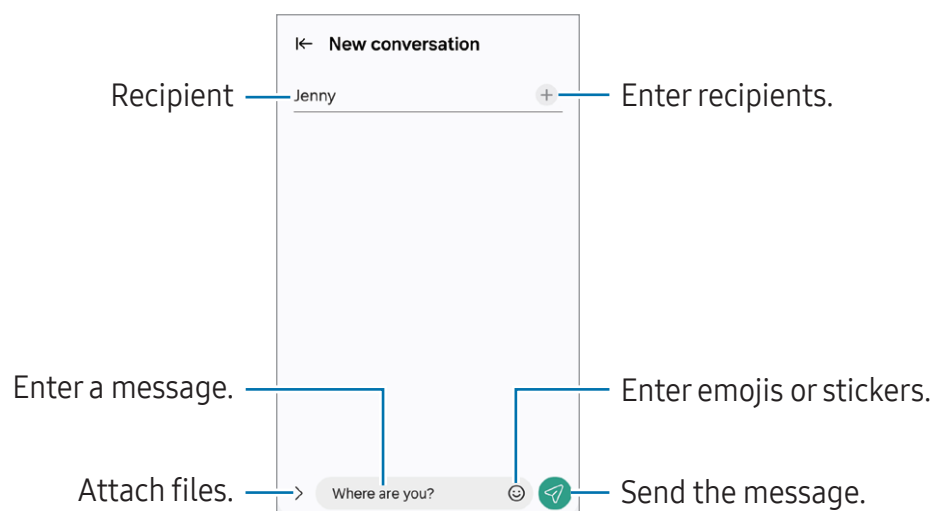 New conversation
Recipient
Jenny
Enter recipients.
Enter a message.
Enter emojis or stickers.
Attach files.
Where are you?
Send the message.